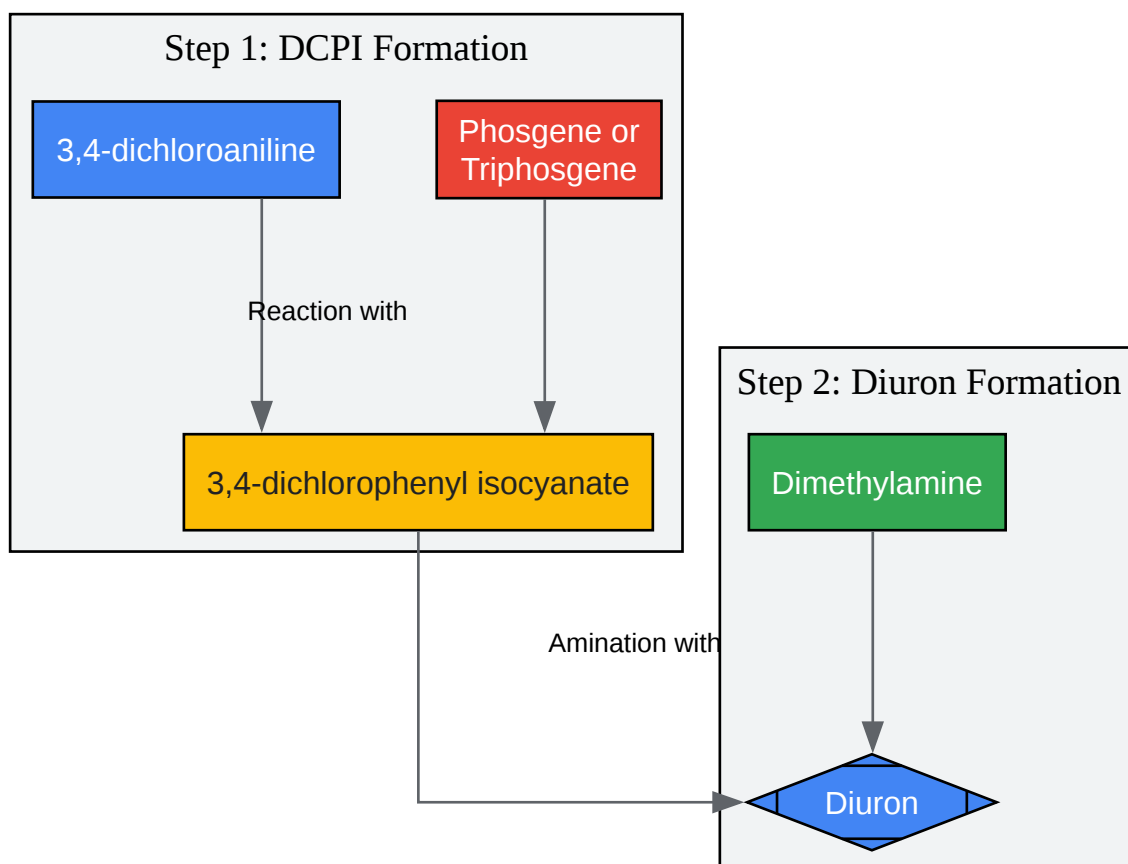 Step 1: DCPI Formation
3,4-dichloroaniline
Phosgene or
Triphosgene
Reaction with
3,4-dichlorophenyl isocyanate
Step 2: Diuron Formation
Dimethylamine
Amination with
Diuron